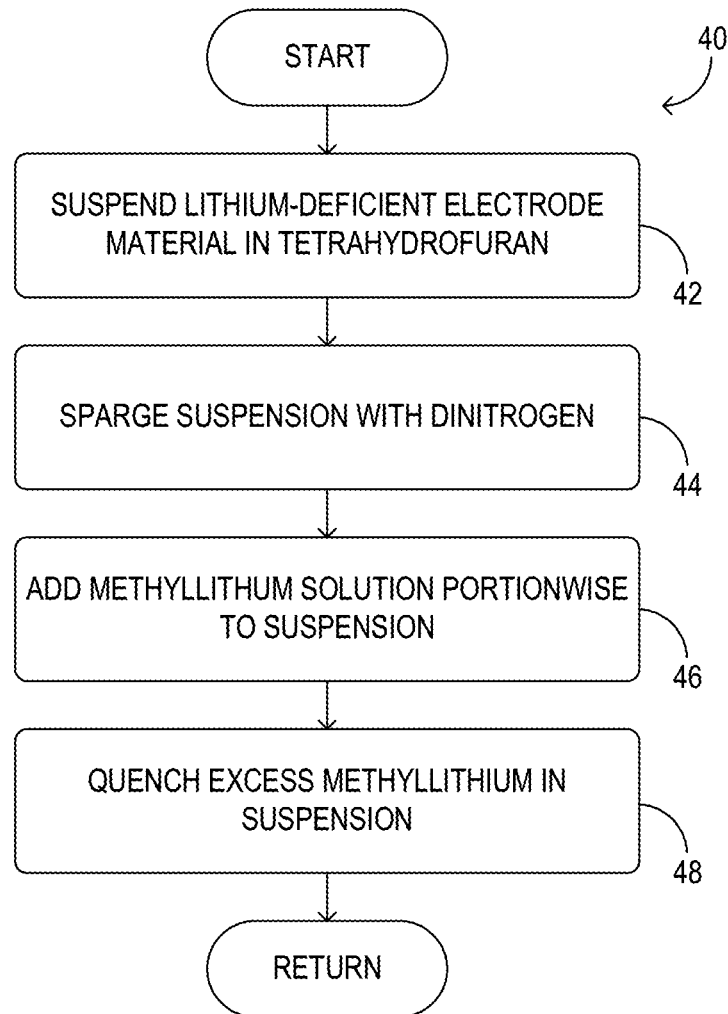 START
40
SUSPEND LITHIUM-DEFICIENT ELECTRODE
MATERIAL IN TETRAHYDROFURAN
42
SPARGE SUSPENSION WITH DINITROGEN
44
ADD METHYLLITHUM SOLUTION PORTIONWISE
TO SUSPENSION
46
QUENCH EXCESS METHYLLITHIUM IN
SUSPENSION
48
RETURN